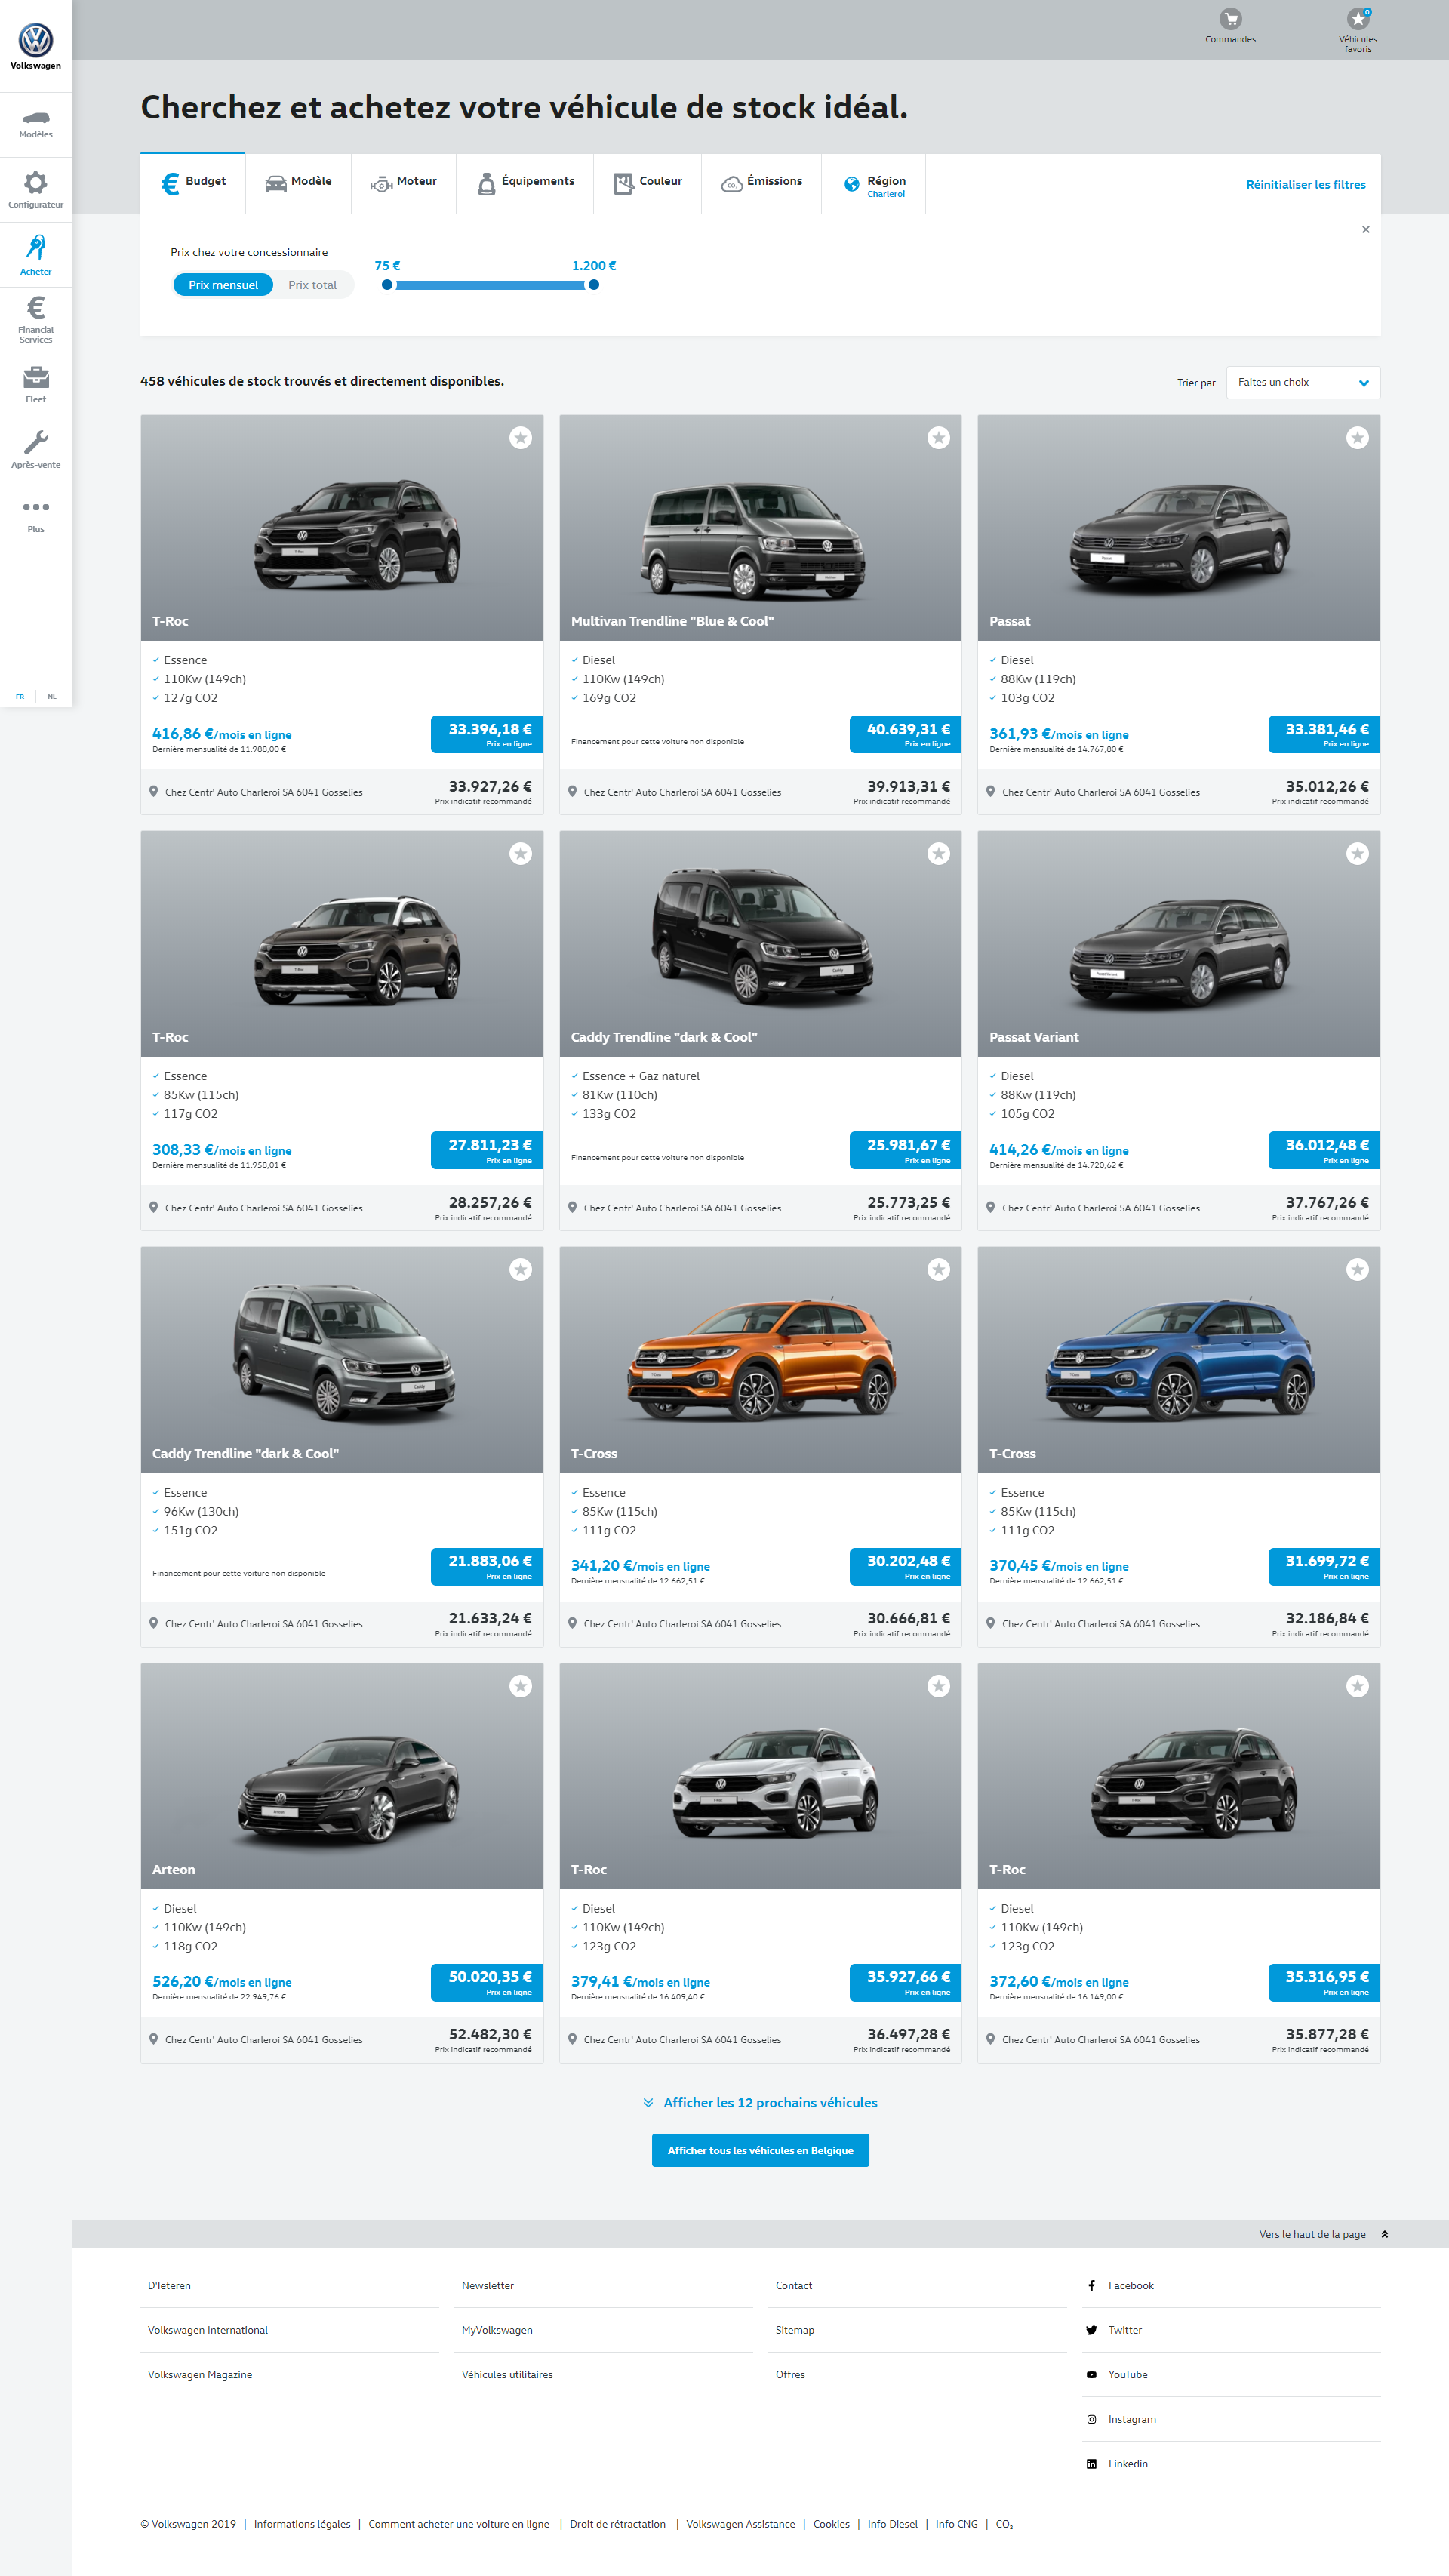 Volkswagen
Modèles
Configurateur
Acheter
Financial
Services
Fleet
Après-vente
Plus
FR
NL
Commandes
0
Véhicules
favoris
Cherchez et achetez votre véhicule de stock idéal.
Budget
Modèle
Moteur
Équipements
Couleur
Émissions
Région
Charleroi
Réinitialiser les filtres
Prix chez votre concessionnaire
Prix mensuel
Prix total
75 €
1.200 €
458 véhicules de stock trouvés et directement disponibles.
Trier par
Faites un choix
T-Roc
Essence
110Kw (149ch)
127g CO2
416,86 €/mois en ligne
Dernière mensualité de 11.988,00 €
33.396,18 €
Prix en ligne
Chez Centr' Auto Charleroi SA 6041 Gosselies
33.927,26 €
Prix indicatif recommandé
Multivan Trendline "Blue & Cool"
Diesel
110Kw (149ch)
169g CO2
Financement pour cette voiture non disponible
40.639,31 €
Prix en ligne
Chez Centr' Auto Charleroi SA 6041 Gosselies
39.913,31 €
Prix indicatif recommandé
Passat
Diesel
88Kw (119ch)
103g CO2
361,93 €/mois en ligne
Dernière mensualité de 14.767,80 €
33.381,46 €
Prix en ligne
Chez Centr' Auto Charleroi SA 6041 Gosselies
35.012,26 €
Prix indicatif recommandé
T-Roc
Essence
85Kw (115ch)
117g CO2
308,33 €/mois en ligne
Dernière mensualité de 11.958,01 €
27.811,23 €
Prix en ligne
Chez Centr' Auto Charleroi SA 6041 Gosselies
28.257,26 €
Prix indicatif recommandé
Caddy Trendline "dark & Cool"
Essence + Gaz naturel
81Kw (110ch)
133g CO2
Financement pour cette voiture non disponible
25.981,67 €
Prix en ligne
Chez Centr' Auto Charleroi SA 6041 Gosselies
25.773,25 €
Prix indicatif recommandé
Passat Variant
Diesel
88Kw (119ch)
105g CO2
414,26 €/mois en ligne
Dernière mensualité de 14.720,62 €
36.012,48 €
Prix en ligne
Chez Centr' Auto Charleroi SA 6041 Gosselies
37.767,26 €
Prix indicatif recommandé
Caddy Trendline "dark & Cool"
Essence
96Kw (130ch)
151g CO2
Financement pour cette voiture non disponible
21.883,06 €
Prix en ligne
Chez Centr' Auto Charleroi SA 6041 Gosselies
21.633,24 €
Prix indicatif recommandé
T-Cross
Essence
85Kw (115ch)
111g CO2
341,20 €/mois en ligne
Dernière mensualité de 12.662,51 €
30.202,48 €
Prix en ligne
Chez Centr' Auto Charleroi SA 6041 Gosselies
30.666,81 €
Prix indicatif recommandé
T-Cross
Essence
85Kw (115ch)
111g CO2
370,45 €/mois en ligne
Dernière mensualité de 12.662,51 €
31.699,72 €
Prix en ligne
Chez Centr' Auto Charleroi SA 6041 Gosselies
32.186,84 €
Prix indicatif recommandé
Arteon
Diesel
110Kw (149ch)
118g CO2
526,20 €/mois en ligne
Dernière mensualité de 22.949,76 €
50.020,35 €
Prix en ligne
Chez Centr' Auto Charleroi SA 6041 Gosselies
52.482,30 €
Prix indicatif recommandé
T-Roc
Diesel
110Kw (149ch)
123g CO2
379,41 €/mois en ligne
Dernière mensualité de 16.409,40 €
35.927,66 €
Prix en ligne
Chez Centr' Auto Charleroi SA 6041 Gosselies
36.497,28 €
Prix indicatif recommandé
T-Roc
Diesel
110Kw (149ch)
123g CO2
372,60 €/mois en ligne
Dernière mensualité de 16.149,00 €
35.316,95 €
Prix en ligne
Chez Centr' Auto Charleroi SA 6041 Gosselies
35.877,28 €
Prix indicatif recommandé
Afficher les 12 prochains véhicules
Afficher tous les véhicules en Belgique
Vers le haut de la page
D'Ieteren
Volkswagen International
Volkswagen Magazine
Newsletter
MyVolkswagen
Véhicules utilitaires
Contact
Sitemap
Offres
Facebook
Twitter
YouTube
Instagram
Linkedin
© Volkswagen 2019 | Informations légales | Comment acheter une voiture en ligne | Droit de rétractation | Volkswagen Assistance | Cookies | Info Diesel | Info CNG | CO₂